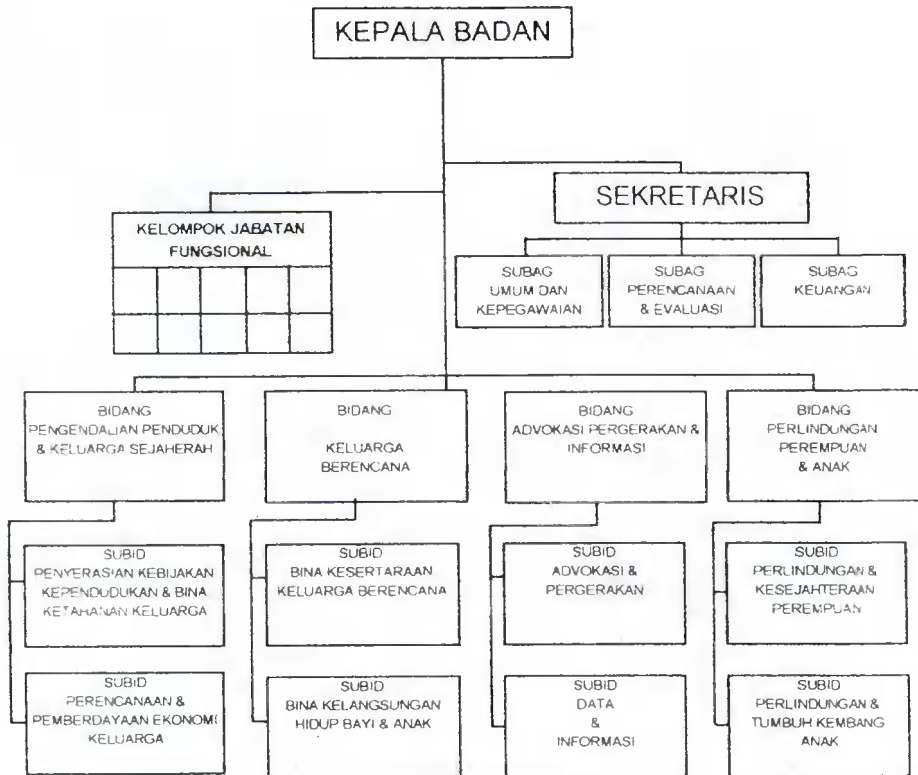 KEPALA BADAN
SEKRETARIS
KELOMPOK JABATAN
FUNGSIONAL
SUBAG
UMUM DAN
KEPEGAWAIAN
SUBAG
PERENCANAAN
& EVALUASI
SUBAG
KEUANGAN
BIDANG
PENGENDALIAN PENDUDUK
& KELUARGA SEJAHERAH
BIDANG
KELUARGA
BERENCANA
BIDANG
ADVOKASI PERGERAKAN &
INFORMASI
BIDANG
PERLINDUNGAN
PEREMPUAN
& ANAK
SUBID
PENYERASIAN KEBIJAKAN
KEPENDUDUKAN & BINA
KETAHANAN KELUARGA
SUBID
BINA KESERTARAAN
KELUARGA BERENCANA
SUBID
ADVOKASI &
PERGERAKAN
SUBID
PERLINDUNGAN &
KESEJAHTERAAN
PEREMPUAN
SUBID
PERENCANAAN &
PEMBERDAYAAN EKONOMI
KELUARGA
SUBID
BINA KELANGSUNGAN
HIDUP BAYI & ANAK
SUBID
DATA
&
INFORMASI
SUBID
PERLINDUNGAN &
TUMBUH KEMBANG
ANAK